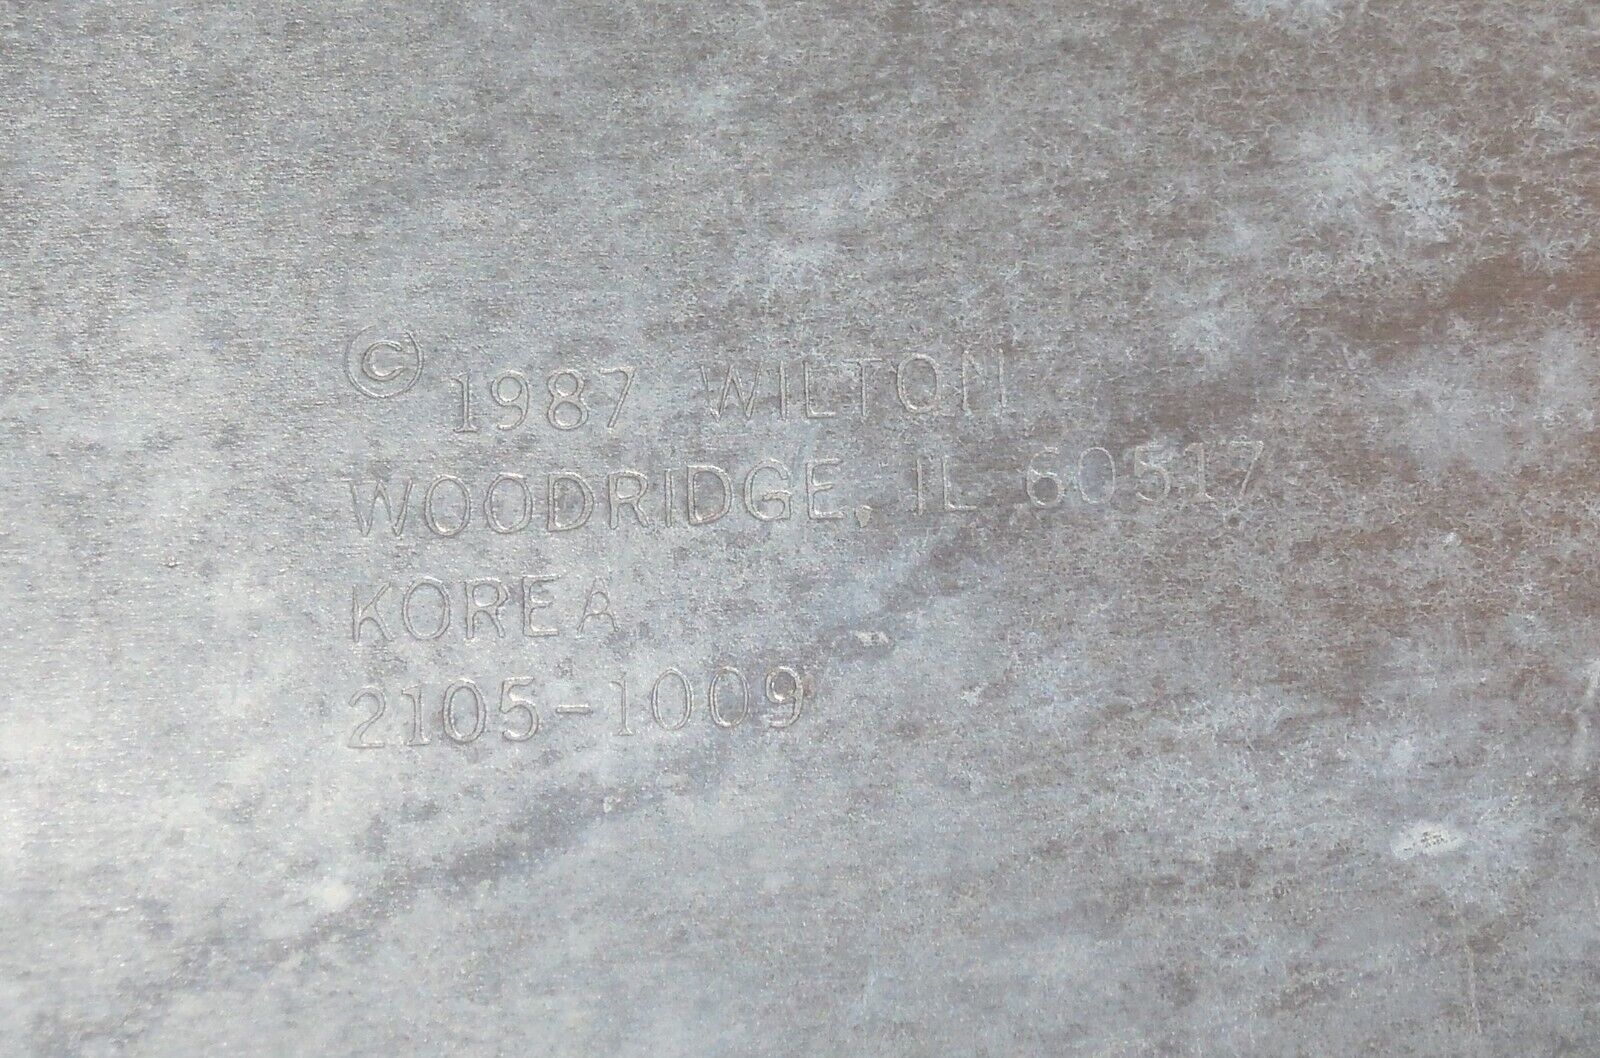 © 1987 WILTON
WOODRIDGE, IL 60517
KOREA
2105-1009